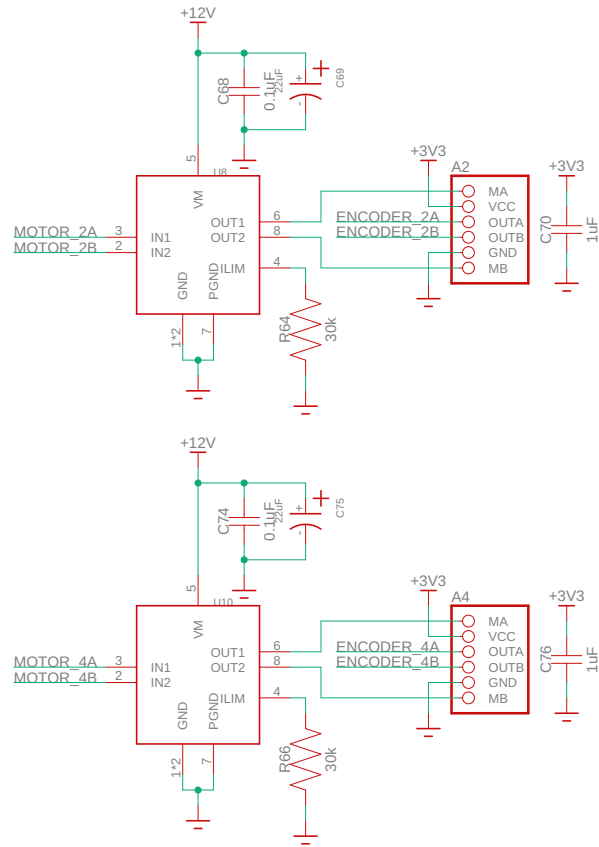 +12V
C68
0.1uF
22uF
+
-
C69
5
U8
VM
+3V3
A2
+3V3
MOTOR_2A
3
IN1
OUT1
6
ENCODER_2A
MA
VCC
OUTA
C70
1uF
MOTOR_2B
2
IN2
OUT2
8
ENCODER_2B
OUTB
GND
MB
ILIM
4
GND
PGND
1*2
7
R64
30k
+12V
C74
0.1uF
22uF
+
-
C75
5
U10
VM
+3V3
A4
+3V3
MOTOR_4A
3
IN1
OUT1
6
ENCODER_4A
MA
VCC
OUTA
C76
1uF
MOTOR_4B
2
IN2
OUT2
8
ENCODER_4B
OUTB
GND
MB
ILIM
4
GND
PGND
1*2
7
R66
30k